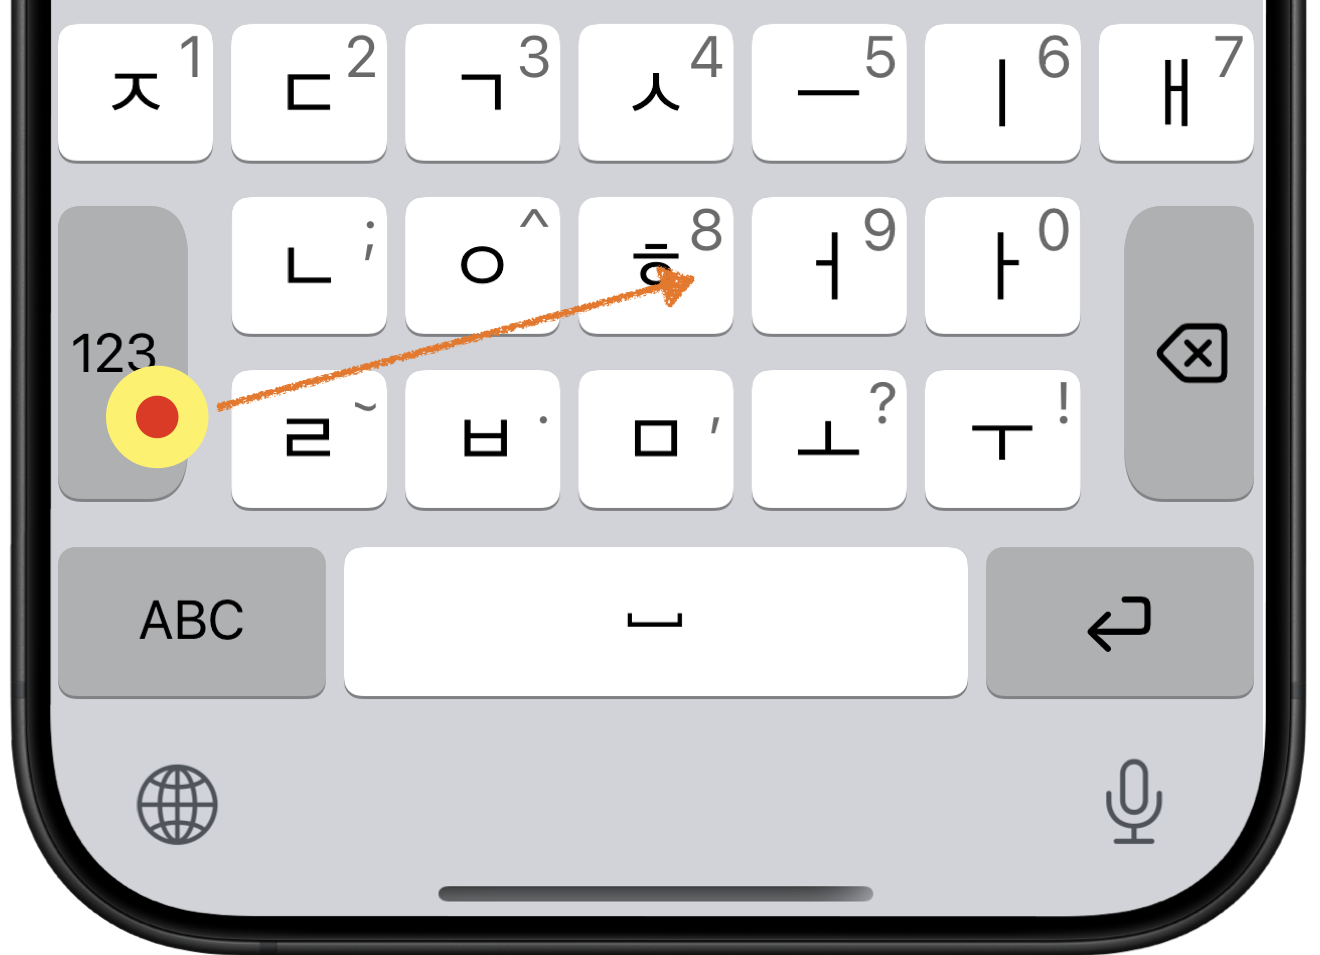 ㅈ 1 ㄷ 2 ㄱ 3 ㅅ 4 ㅡ 5 ㅣ 6 ㅐ 7
ㄴ ; ㅇ ^ ㅎ 8 ㅓ 9 ㅏ 0
123
ㄹ ~ ㅂ . ㅁ , ㅗ ? ㅜ !
ABC